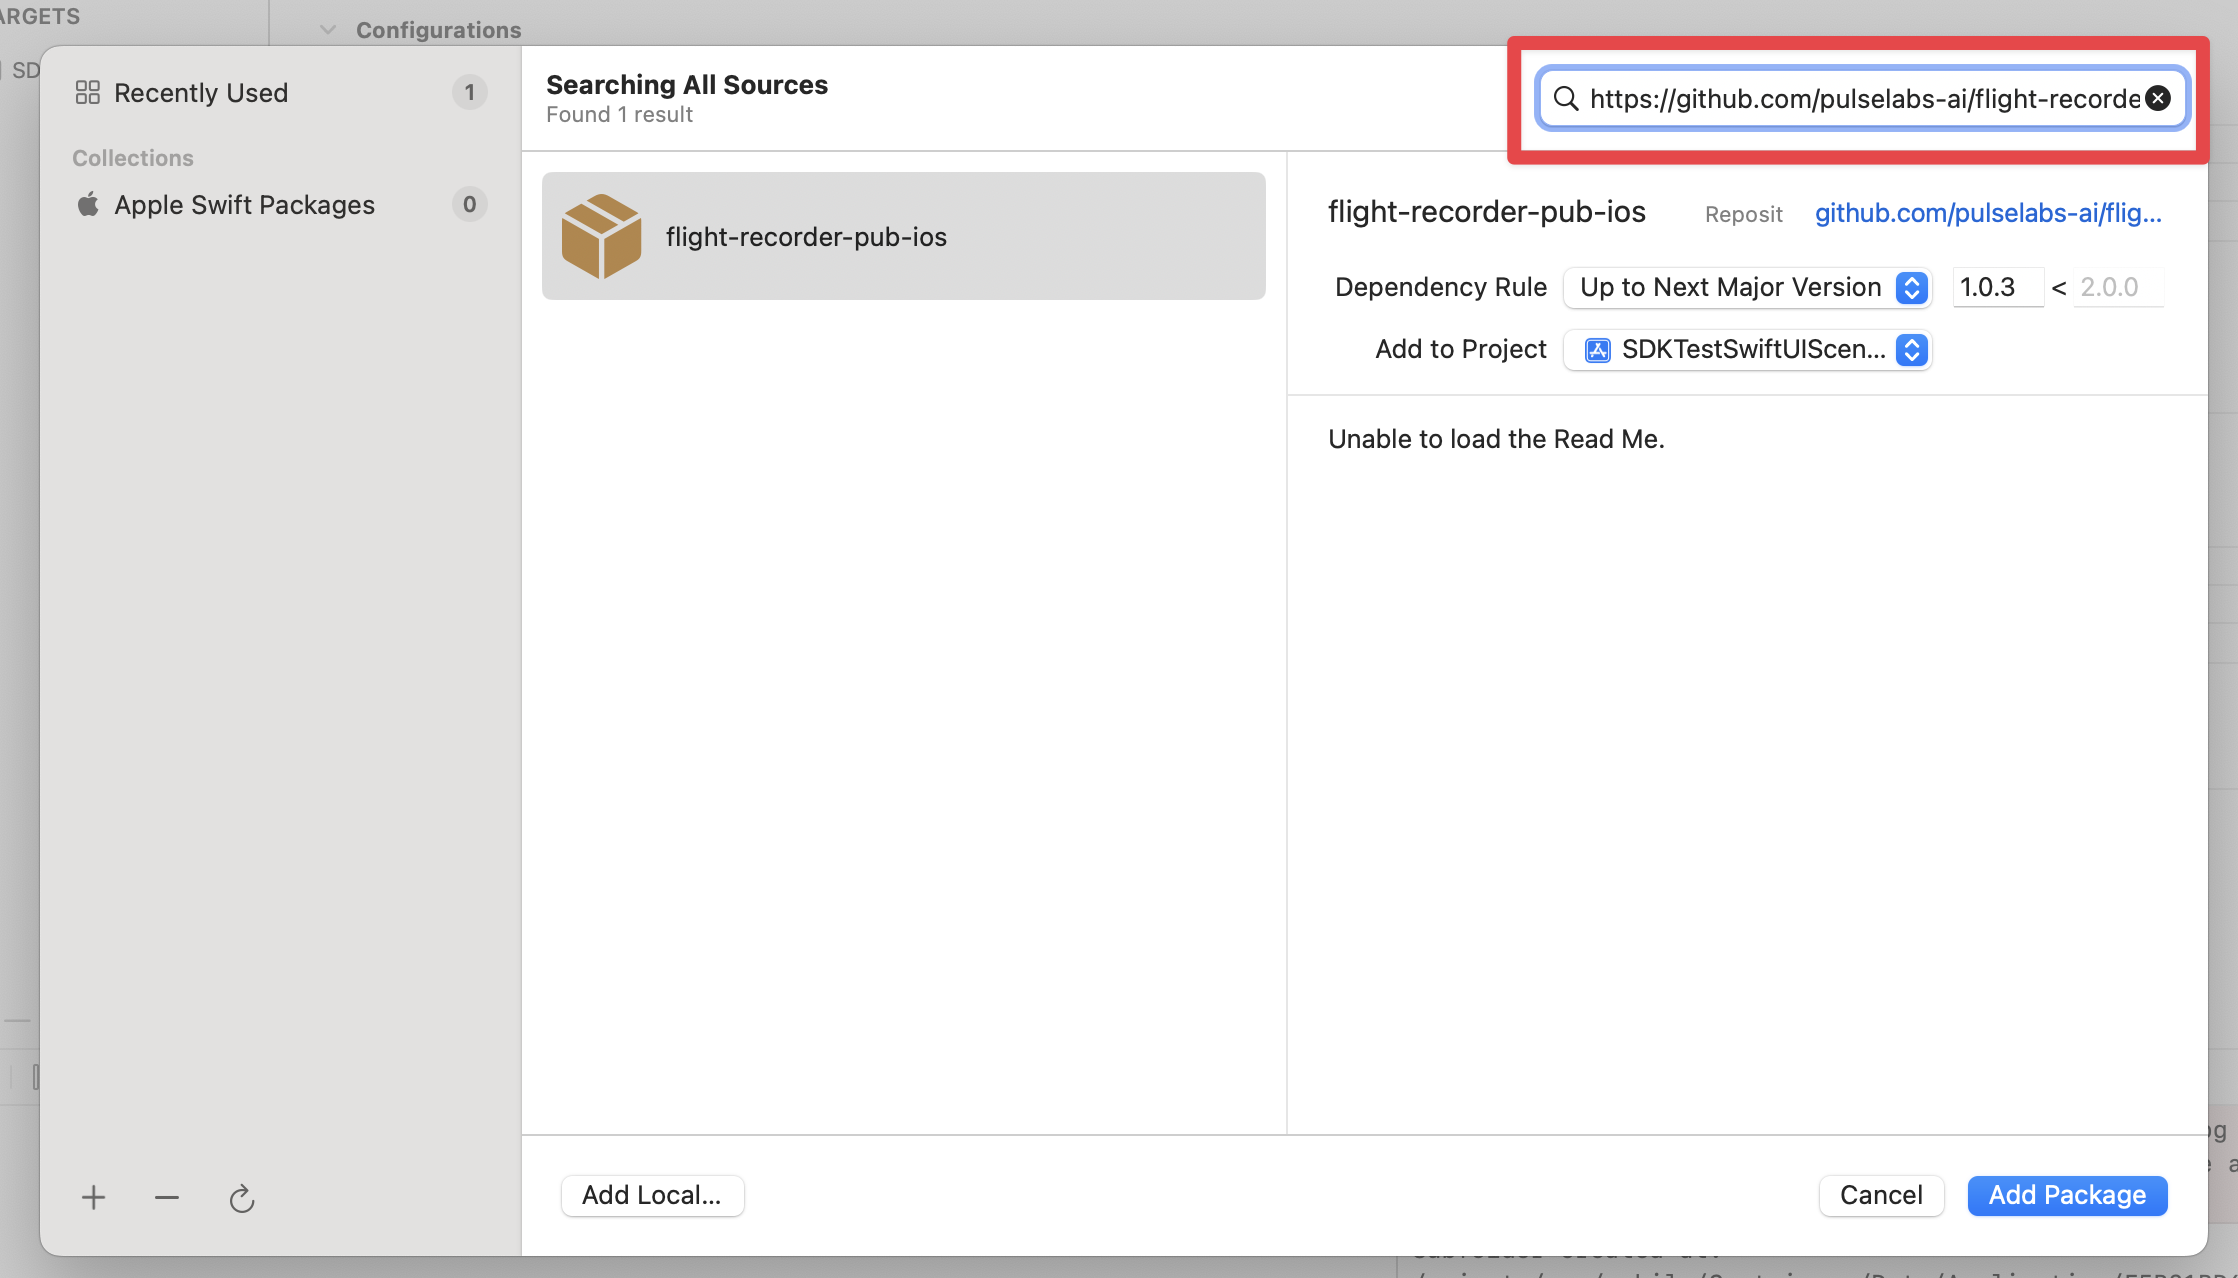 ARGETS
Configurations
SD
Recently Used
1
Collections
Apple Swift Packages
0
Searching All Sources
Found 1 result
https://github.com/pulselabs-ai/flight-recorde
flight-recorder-pub-ios
flight-recorder-pub-ios
Reposit
github.com/pulselabs-ai/flig...
Dependency Rule
Up to Next Major Version
1.0.3
<
2.0.0
Add to Project
SDKTestSwiftUIScen...
Unable to load the Read Me.
Add Local...
Cancel
Add Package